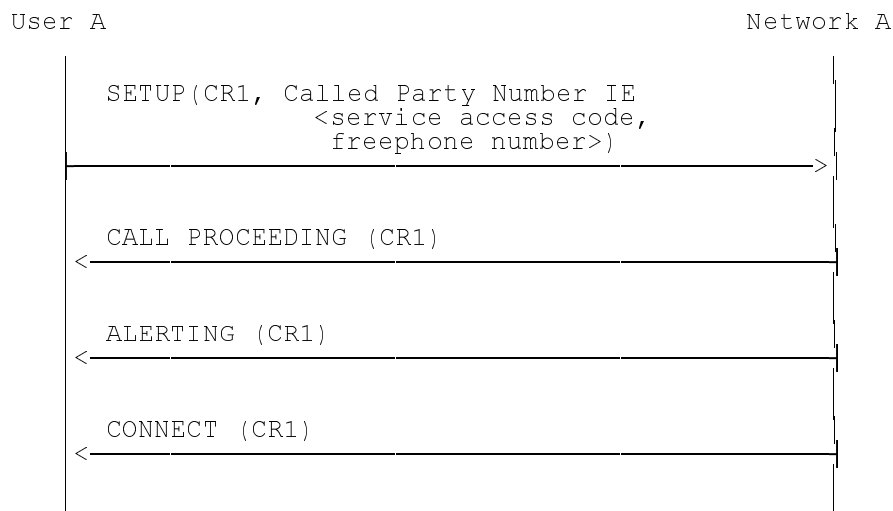 User A Network A
SETUP(CR1, Called Party Number IE
<service access code,
freephone number>)
CALL PROCEEDING (CR1)
ALERTING (CR1)
CONNECT (CR1)